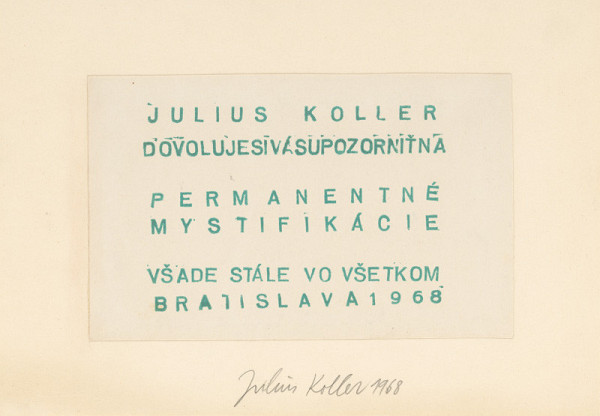 JULIUS KOLLER
DOVOLUJESIVÁSUPOZORNIŤNA
PERMANENTNÉ
MYSTIFIKÁCIE
VŠADE STÁLE VO VŠETKOM
BRATISLAVA1968
Julius Koller 1968